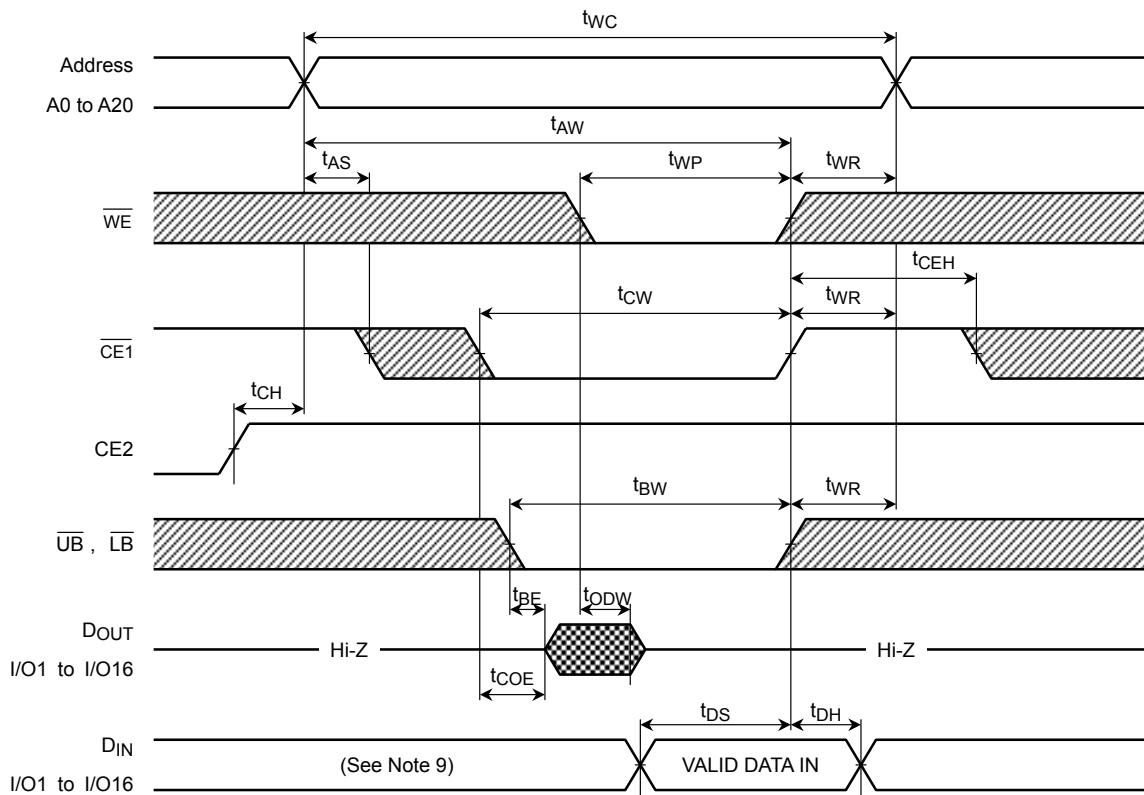 tWC
Address
A0 to A20
tAW
tAS
tWP
tWR
WE
tCEH
tCW
tWR
CE1
tCH
CE2
tBW
tWR
UB , LB
tBE
tODW
DOUT
Hi-Z
Hi-Z
I/O1 to I/O16
tCOE
tDS
tDH
DIN
(See Note 9)
VALID DATA IN
I/O1 to I/O16